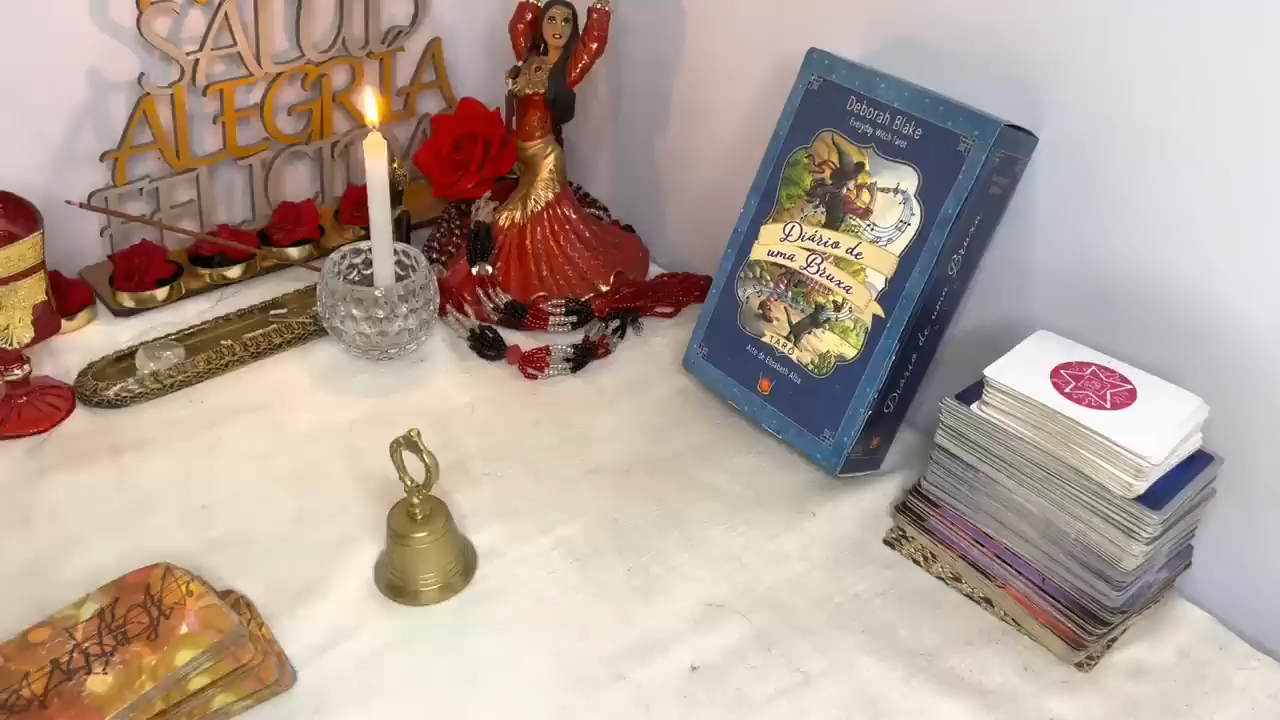 SALUD
ALEGRIA
FELICIDA
Deborah Blake
Everyday Witch Tarot
Diário de
uma Bruxa
TARÔ
Arte de Elisabeth Alba
Diário de uma Bruxa